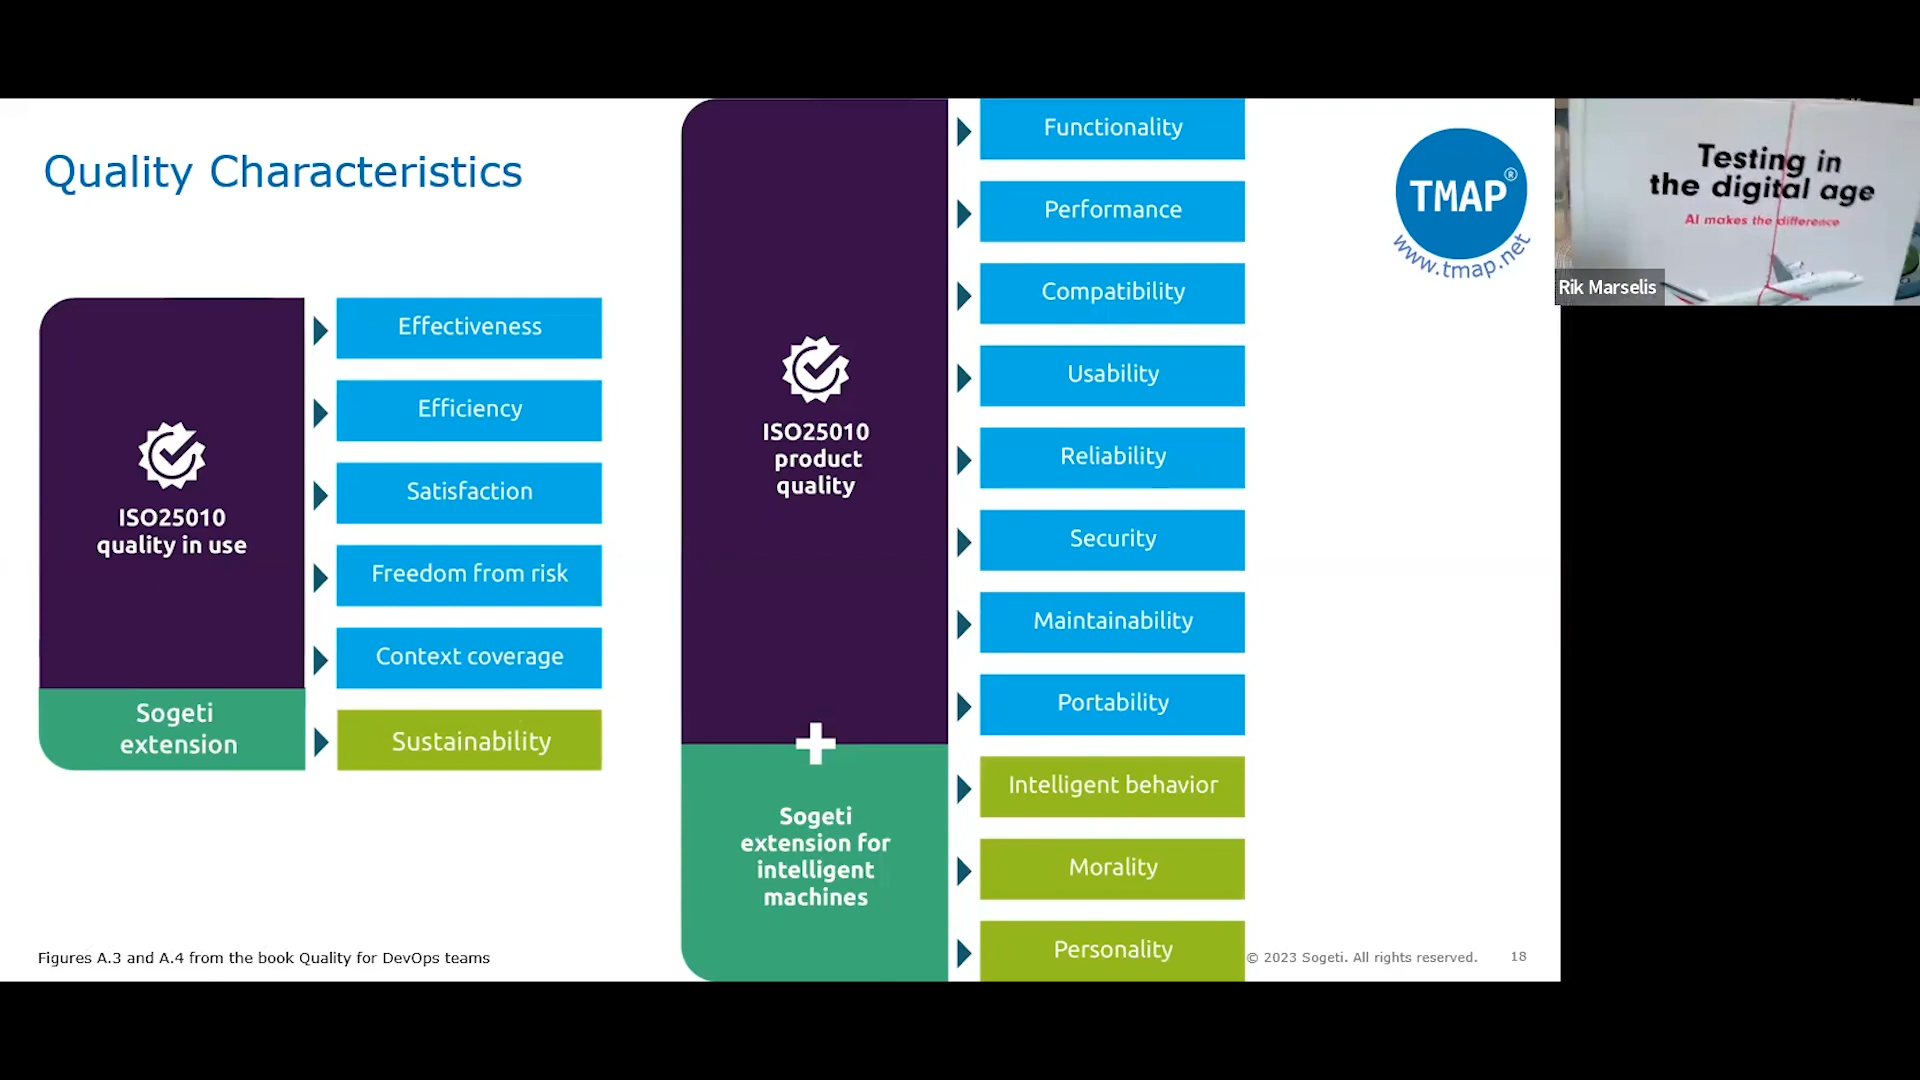 Quality Characteristics
ISO25010
quality in use
Effectiveness
Efficiency
Satisfaction
Freedom from risk
Context coverage
Sogeti
extension
Sustainability
ISO25010
product
quality
Functionality
Performance
Compatibility
Usability
Reliability
Security
Maintainability
Portability
+
Sogeti
extension for
intelligent
machines
Intelligent behavior
Morality
Personality
TMAP®
www.tmap.net
Testing in
the digital age
AI makes the difference
Rik Marselis
Figures A.3 and A.4 from the book Quality for DevOps teams
© 2023 Sogeti. All rights reserved. 18